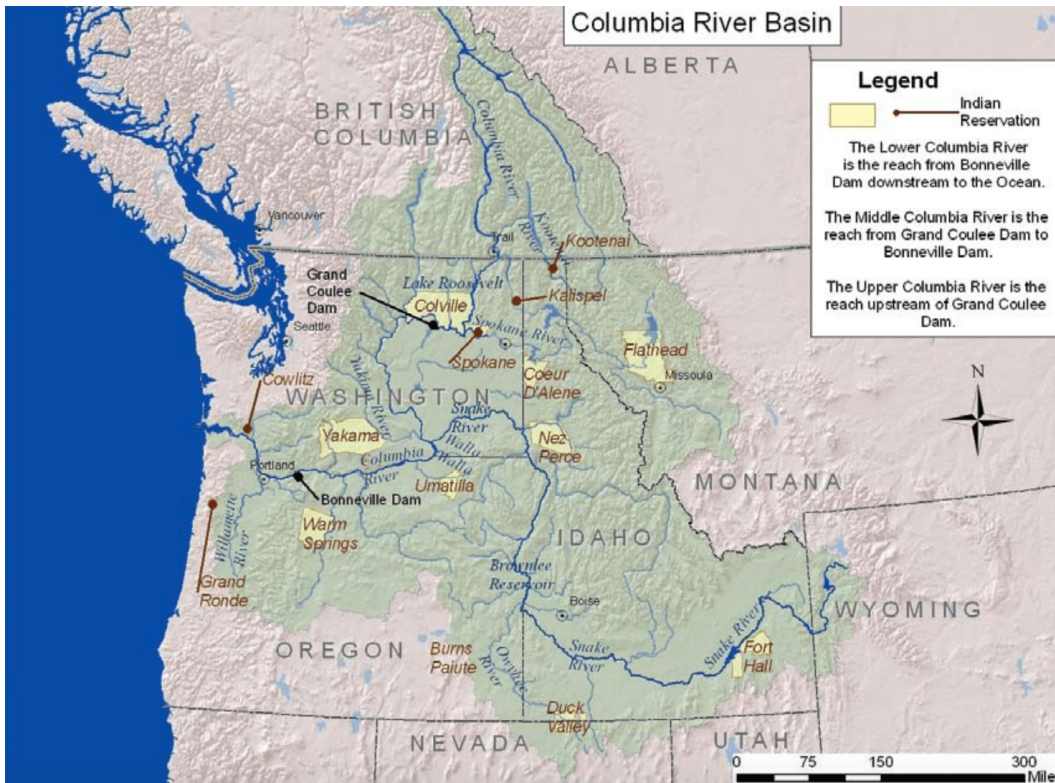 Columbia River Basin
ALBERTA
BRITISH
COLUMBIA
Legend
Indian
Reservation
The Lower Columbia River
is the reach from Bonneville
Dam downstream to the Ocean.
The Middle Columbia River is the
reach from Grand Coulee Dam to
Bonneville Dam.
The Upper Columbia River is the
reach upstream of Grand Coulee
Dam.
Columbia River
Vancouver
Trail
Kootenai
River
Kootenai
Grand
Coulee
Dam
Lake Roosevelt
Colville
Kalispel
Seattle
Spokane River
Spokane
Flathead
Missoula
Coeur
D'Alene
Cowlitz
WASHINGTON
Yakima River
Snake
River
Yakama
Walla
Walla
Nez
Perce
Columbia
River
Portland
Umatilla
Bonneville Dam
MONTANA
N
Warm
Springs
Willamette
River
IDAHO
Grand
Ronde
Brownlee
Reservoir
Boise
WYOMING
OREGON
Burns
Paiute
Owyhee
River
Snake
River
Snake River
Fort
Hall
Duck
Valley
NEVADA
UTAH
0 75 150 300
Mile